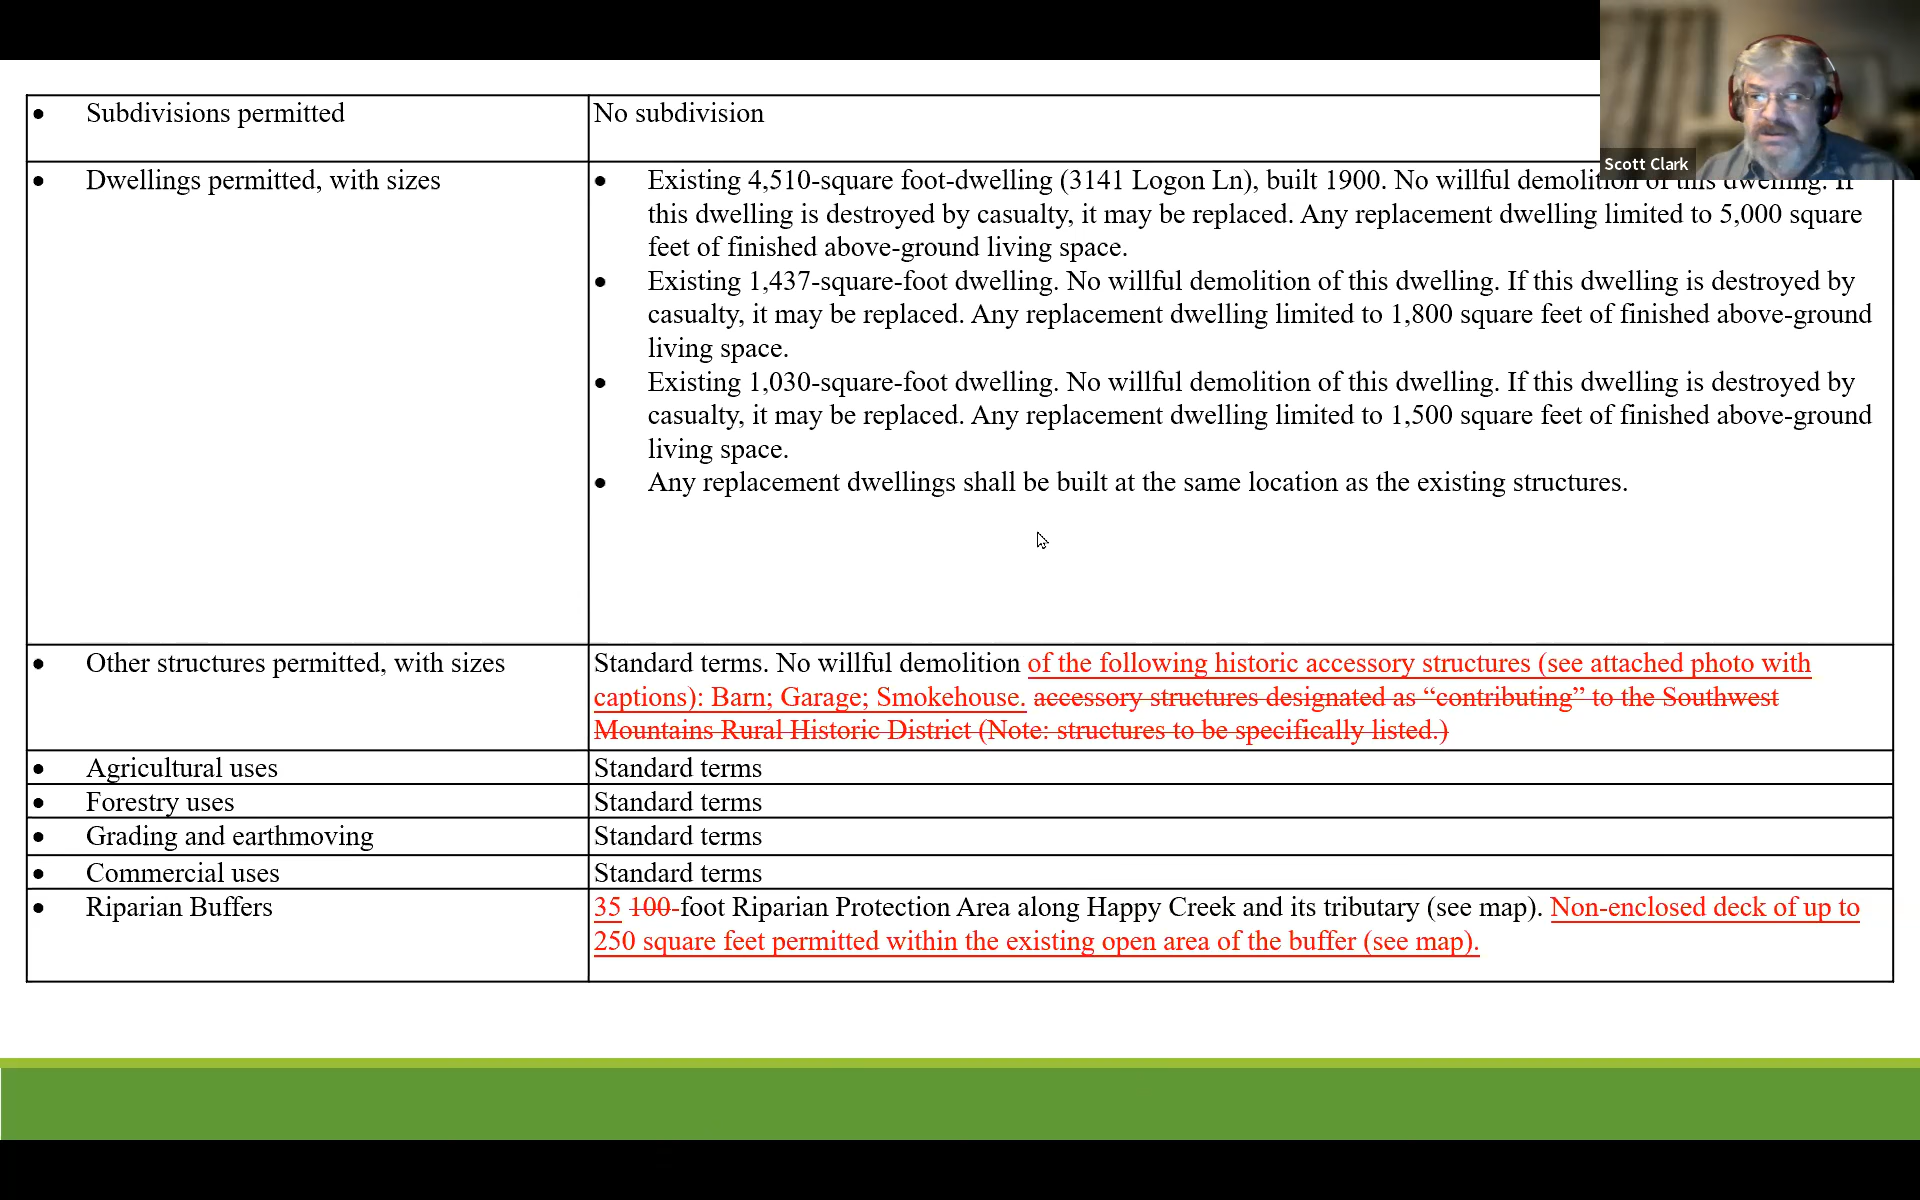 Scott Clark
• Subdivisions permitted
No subdivision
• Dwellings permitted, with sizes
• Existing 4,510-square foot-dwelling (3141 Logon Ln), built 1900. No willful demolition of this dwelling. If
this dwelling is destroyed by casualty, it may be replaced. Any replacement dwelling limited to 5,000 square
feet of finished above-ground living space.
• Existing 1,437-square-foot dwelling. No willful demolition of this dwelling. If this dwelling is destroyed by
casualty, it may be replaced. Any replacement dwelling limited to 1,800 square feet of finished above-ground
living space.
• Existing 1,030-square-foot dwelling. No willful demolition of this dwelling. If this dwelling is destroyed by
casualty, it may be replaced. Any replacement dwelling limited to 1,500 square feet of finished above-ground
living space.
• Any replacement dwellings shall be built at the same location as the existing structures.
• Other structures permitted, with sizes
Standard terms. No willful demolition of the following historic accessory structures (see attached photo with
captions): Barn; Garage; Smokehouse. accessory structures designated as “contributing” to the Southwest
Mountains Rural Historic District (Note: structures to be specifically listed.)
• Agricultural uses
Standard terms
• Forestry uses
Standard terms
• Grading and earthmoving
Standard terms
• Commercial uses
Standard terms
• Riparian Buffers
35 100-foot Riparian Protection Area along Happy Creek and its tributary (see map). Non-enclosed deck of up to
250 square feet permitted within the existing open area of the buffer (see map).